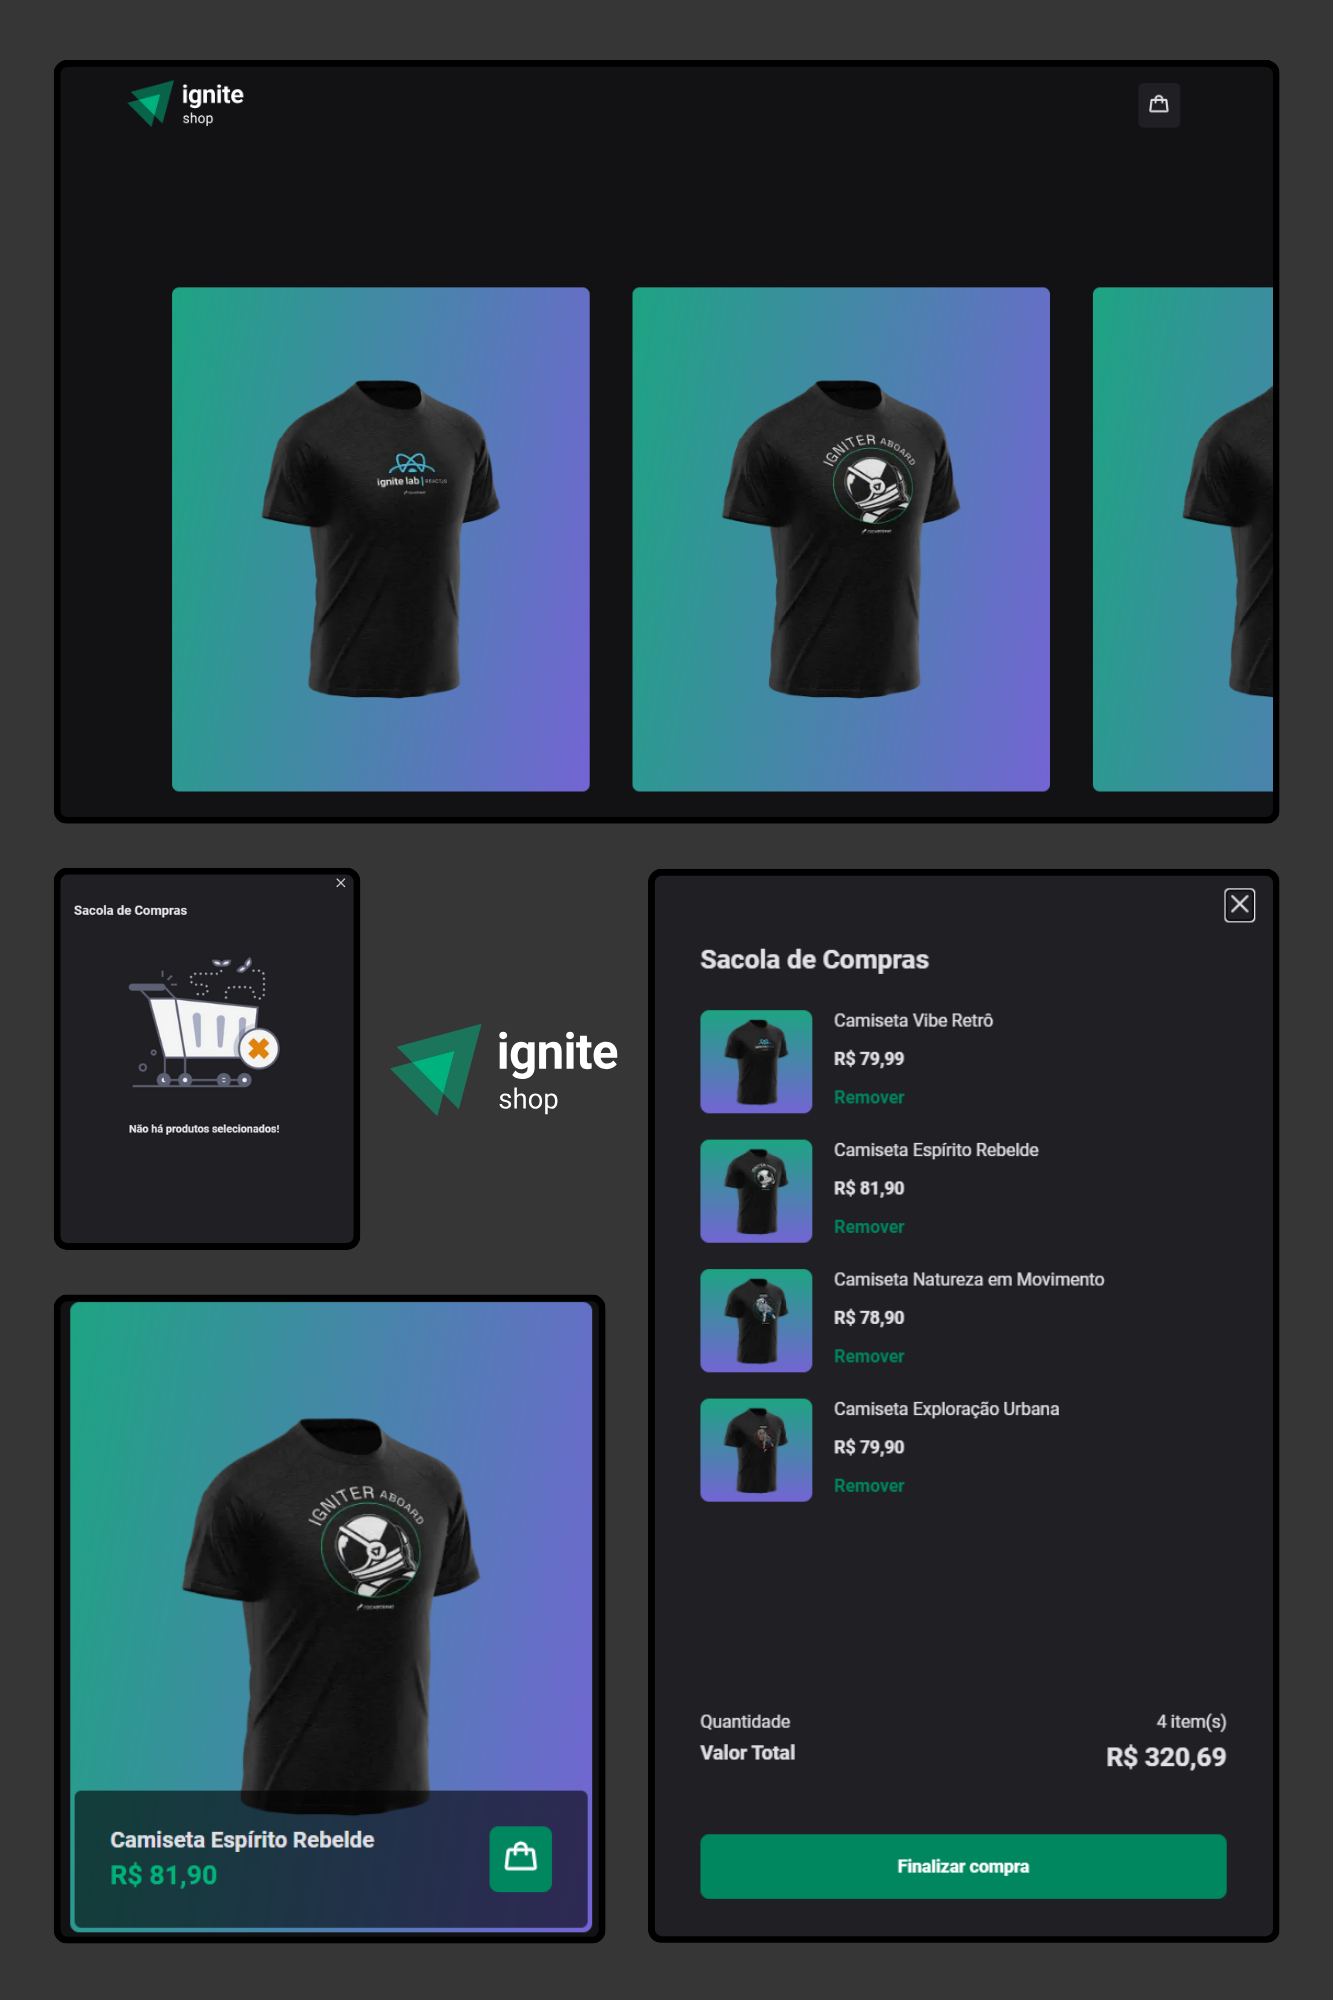 ignite
shop
ignite lab | REACTJS
IGNITER ABOARD
Sacola de Compras
Não há produtos selecionados!
ignite
shop
Sacola de Compras
Camiseta Vibe Retrô
R$ 79,99
Remover
Camiseta Espírito Rebelde
R$ 81,90
Remover
Camiseta Natureza em Movimento
R$ 78,90
Remover
Camiseta Exploração Urbana
R$ 79,90
Remover
Quantidade
4 item(s)
Valor Total
R$ 320,69
Finalizar compra
IGNITER ABOARD
Camiseta Espírito Rebelde
R$ 81,90